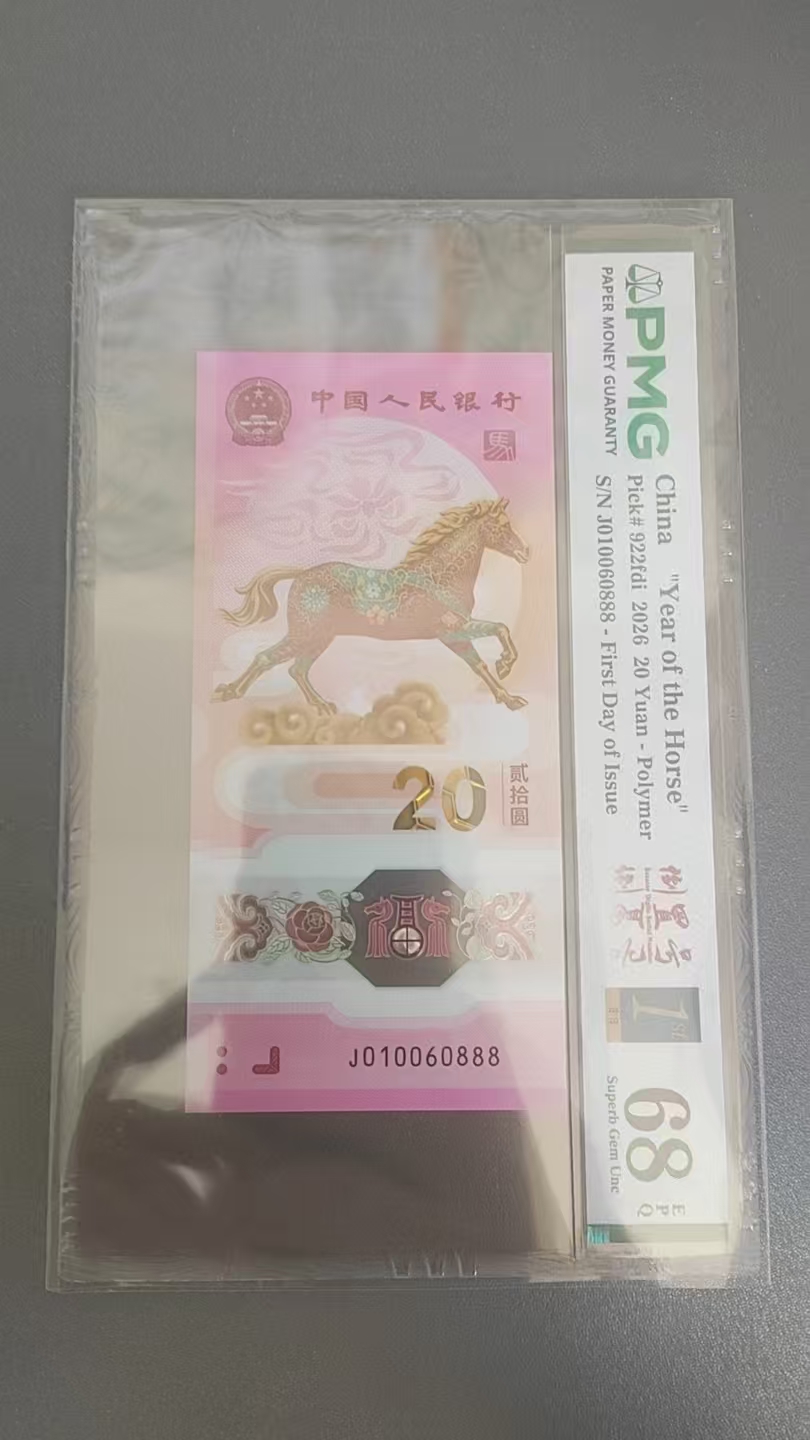 中国人民银行
馬
20
贰拾圆
J010060888
PMG
PAPER MONEY GUARANTY
China "Year of the Horse"
Pick# 922fdi 2026 20 Yuan - Polymer
S/N J010060888 - First Day of Issue
1st
68
EPQ
Superb Gem Unc